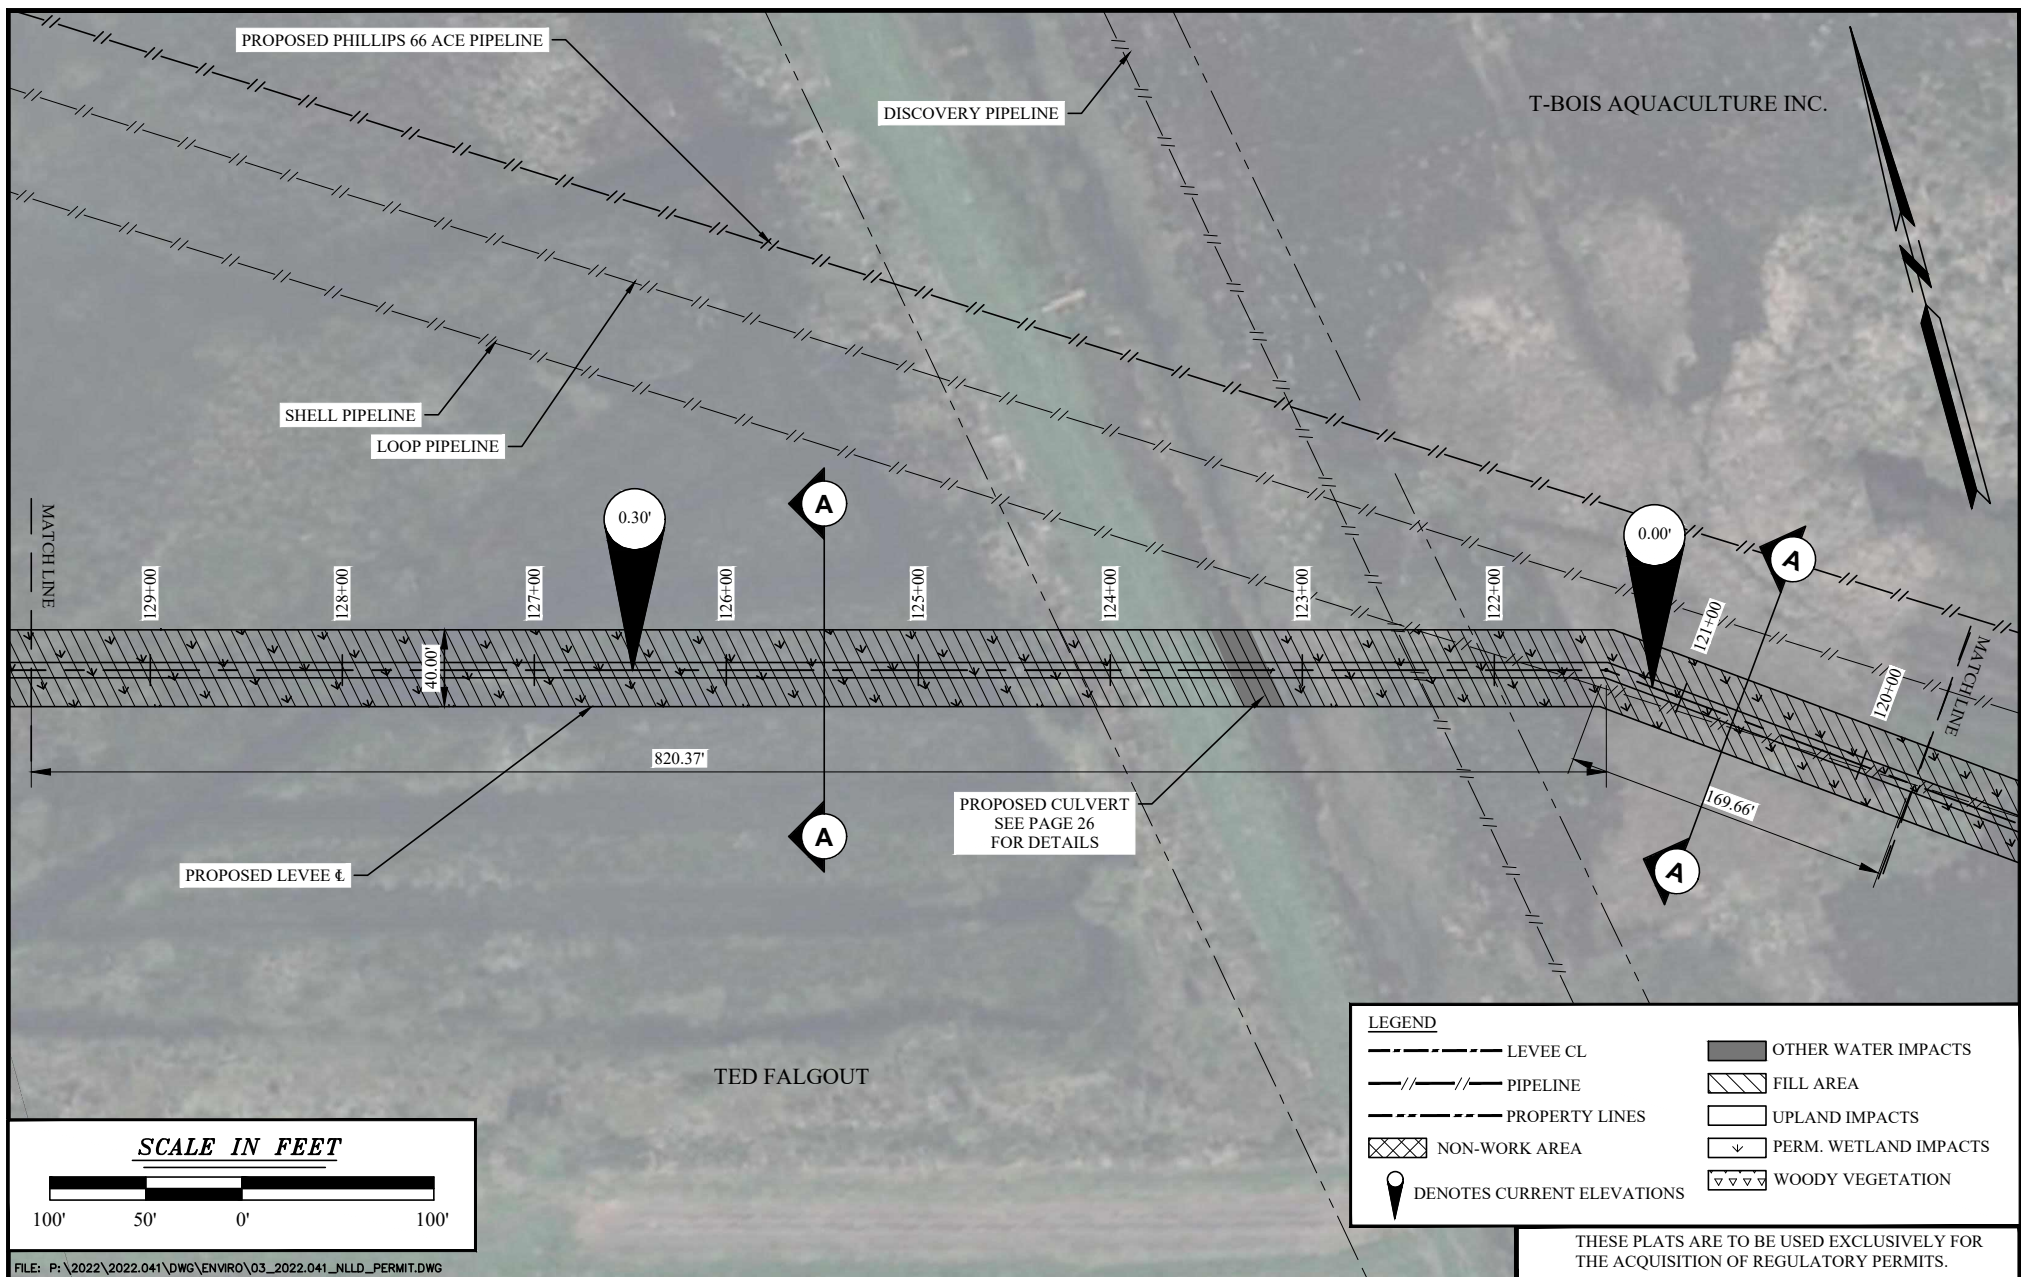 PROPOSED PHILLIPS 66 ACE PIPELINE
DISCOVERY PIPELINE
T-BOIS AQUACULTURE INC.
N
SHELL PIPELINE
LOOP PIPELINE
MATCH LINE
0.30'
A
0.00'
A
129+00
128+00
127+00
126+00
125+00
124+00
123+00
122+00
121+00
120+00
MATCH LINE
40.00'
820.37'
169.66'
PROPOSED CULVERT
SEE PAGE 26
FOR DETAILS
A
A
PROPOSED LEVEE ℄
TED FALGOUT
LEGEND
LEVEE CL
PIPELINE
PROPERTY LINES
NON-WORK AREA
DENOTES CURRENT ELEVATIONS
OTHER WATER IMPACTS
FILL AREA
UPLAND IMPACTS
PERM. WETLAND IMPACTS
WOODY VEGETATION
SCALE IN FEET
100' 50' 0' 100'
FILE: P:\2022\2022.041\DWG\ENVIRO\03_2022.041_NLLD_PERMIT.DWG
THESE PLATS ARE TO BE USED EXCLUSIVELY FOR
THE ACQUISITION OF REGULATORY PERMITS.